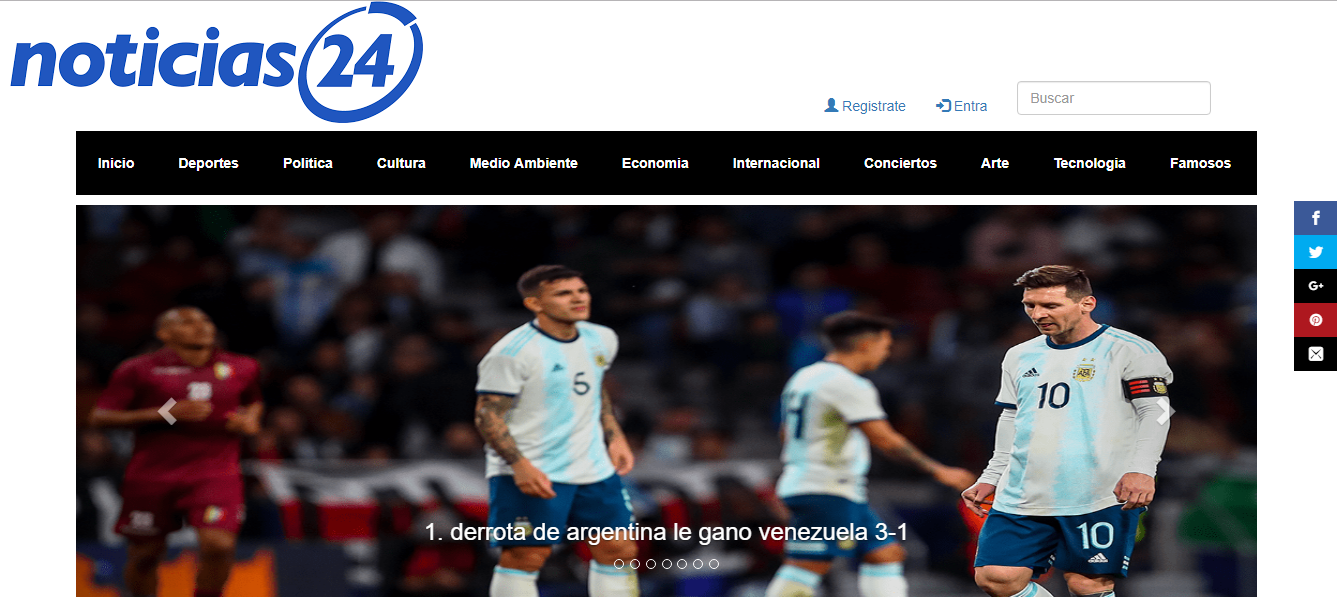 noticias24
Registrate
Entra
Buscar
Inicio Deportes Politica Cultura Medio Ambiente Economia Internacional Conciertos Arte Tecnologia Famosos
f
G+
5
10
AFA
10
1. derrota de argentina le gano venezuela 3-1